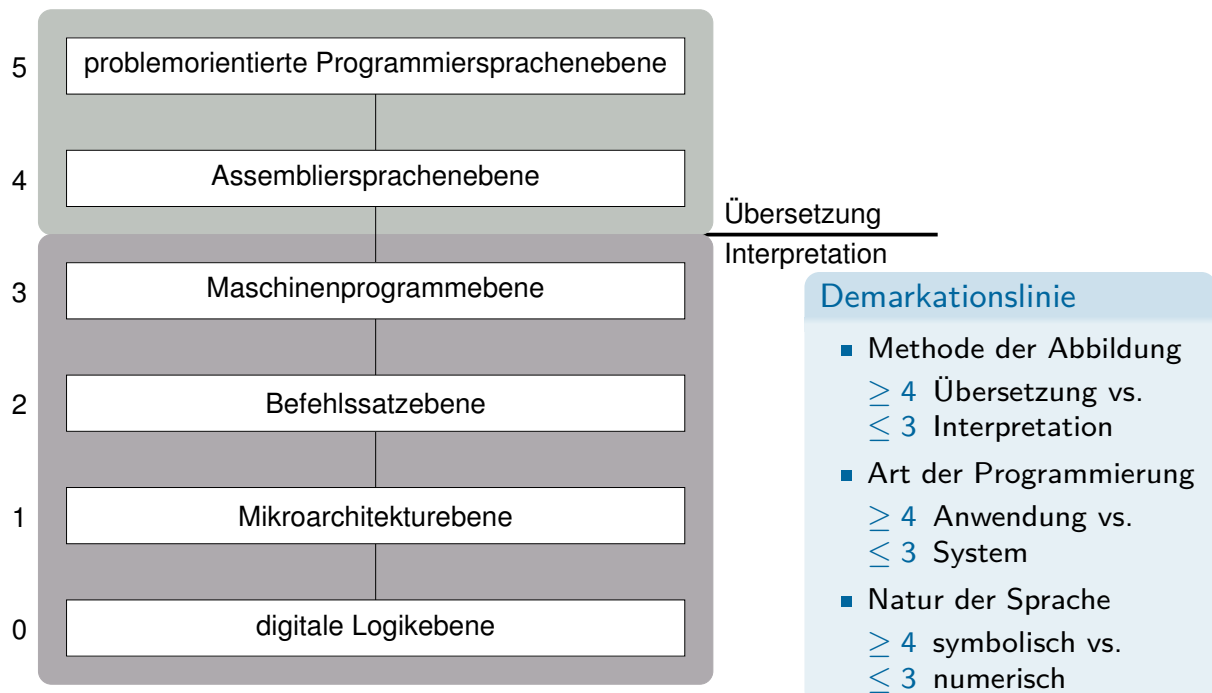 5 problemorientierte Programmiersprachenebene
4 Assembliersprachenebene
Übersetzung
Interpretation
3 Maschinenprogrammebene
2 Befehlssatzebene
1 Mikroarchitekturebene
0 digitale Logikebene
Demarkationslinie
■ Methode der Abbildung
≥ 4 Übersetzung vs.
≤ 3 Interpretation
■ Art der Programmierung
≥ 4 Anwendung vs.
≤ 3 System
■ Natur der Sprache
≥ 4 symbolisch vs.
≤ 3 numerisch